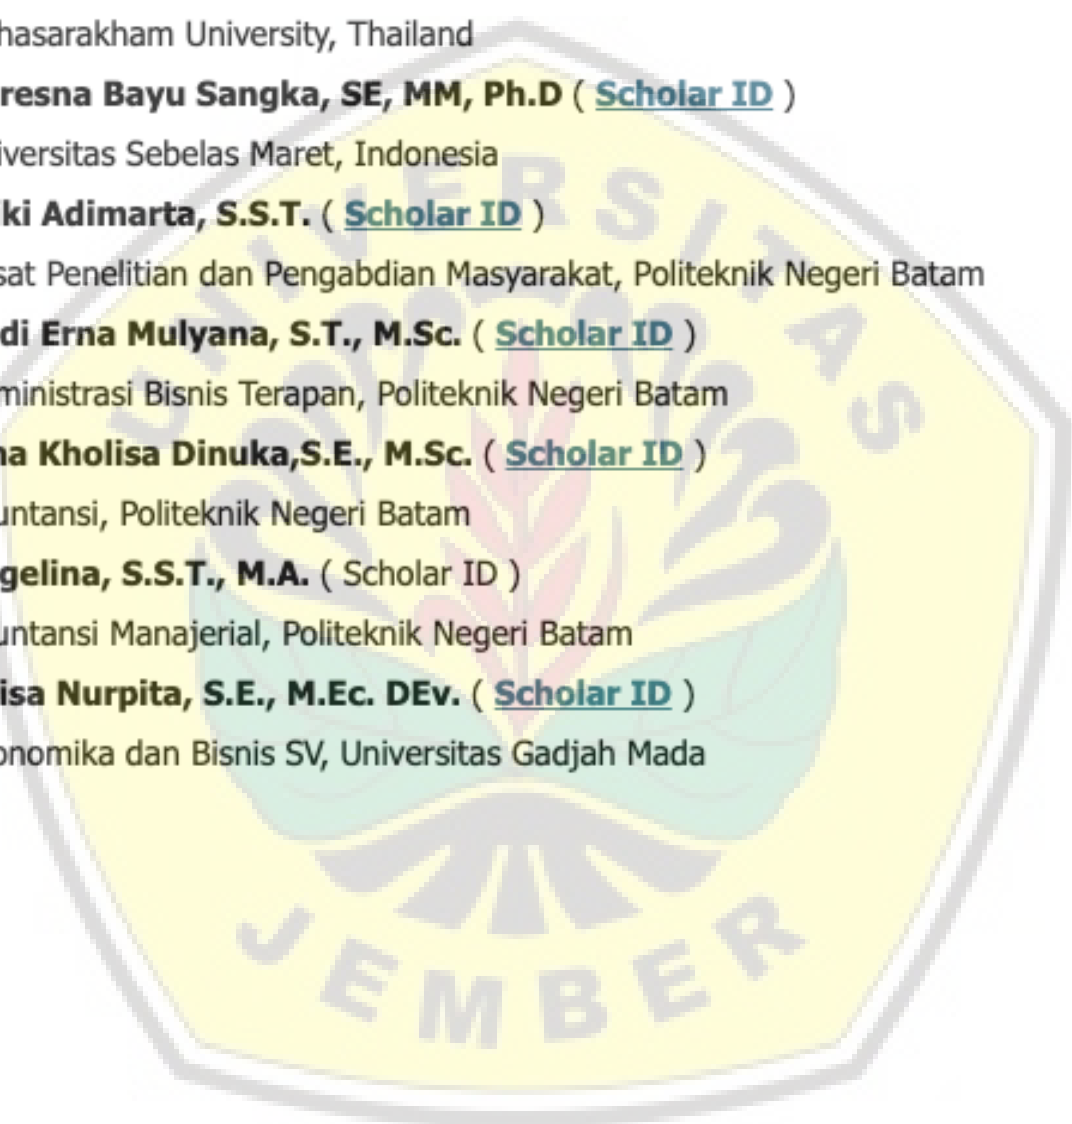 hasarakham University, Thailand
resna Bayu Sangka, SE, MM, Ph.D ( Scholar ID )
iversitas Sebelas Maret, Indonesia
ki Adimarta, S.S.T. ( Scholar ID )
sat Penelitian dan Pengabdian Masyarakat, Politeknik Negeri Batam
di Erna Mulyana, S.T., M.Sc. ( Scholar ID )
ministrasi Bisnis Terapan, Politeknik Negeri Batam
na Kholisa Dinuka,S.E., M.Sc. ( Scholar ID )
untansi, Politeknik Negeri Batam
gelina, S.S.T., M.A. ( Scholar ID )
untansi Manajerial, Politeknik Negeri Batam
isa Nurpita, S.E., M.Ec. DEv. ( Scholar ID )
onomika dan Bisnis SV, Universitas Gadjah Mada
UNIVERSITAS
JEMBER